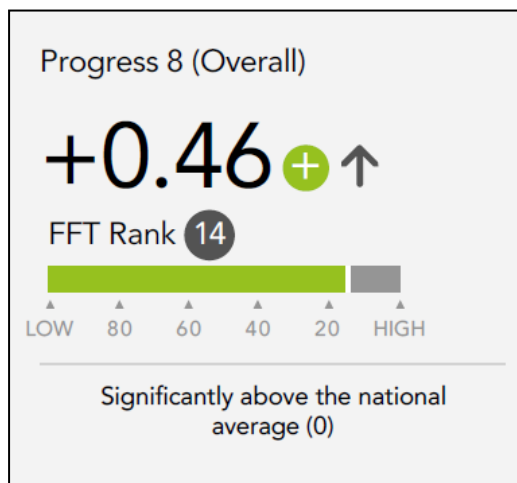 Progress 8 (Overall)
+0.46 + ↑
FFT Rank 14
LOW 80 60 40 20 HIGH
Significantly above the national
average (0)